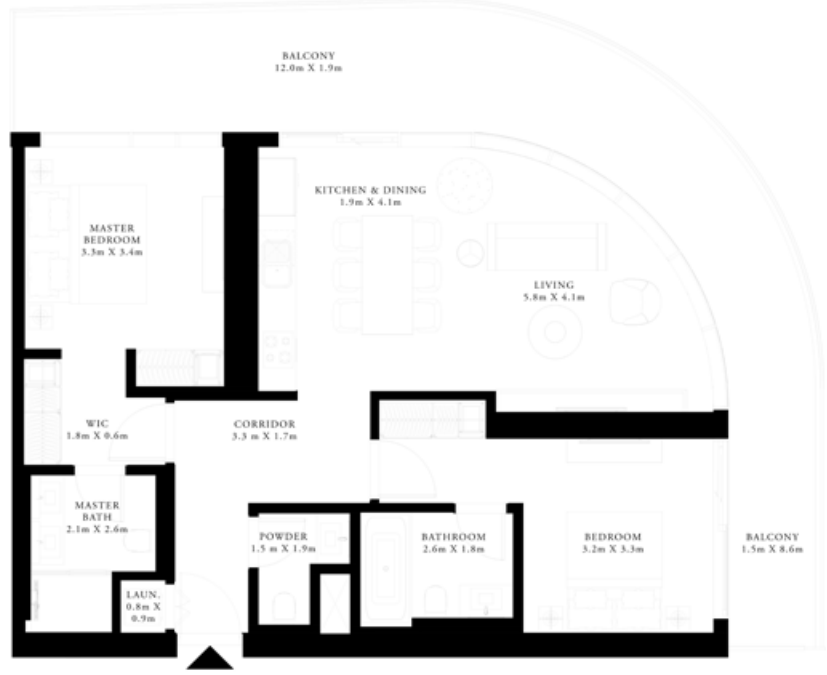 BALCONY
12.0m X 1.9m
KITCHEN & DINING
1.9m X 4.1m
MASTER
BEDROOM
3.3m X 3.4m
LIVING
5.8m X 4.1m
WIC
1.8m X 0.6m
CORRIDOR
3.3 m X 1.7m
MASTER
BATH
2.1m X 2.6m
POWDER
1.5 m X 1.9m
BATHROOM
2.6m X 1.8m
BEDROOM
3.2m X 3.3m
BALCONY
1.5m X 8.6m
LAUN.
0.8m X
0.9m